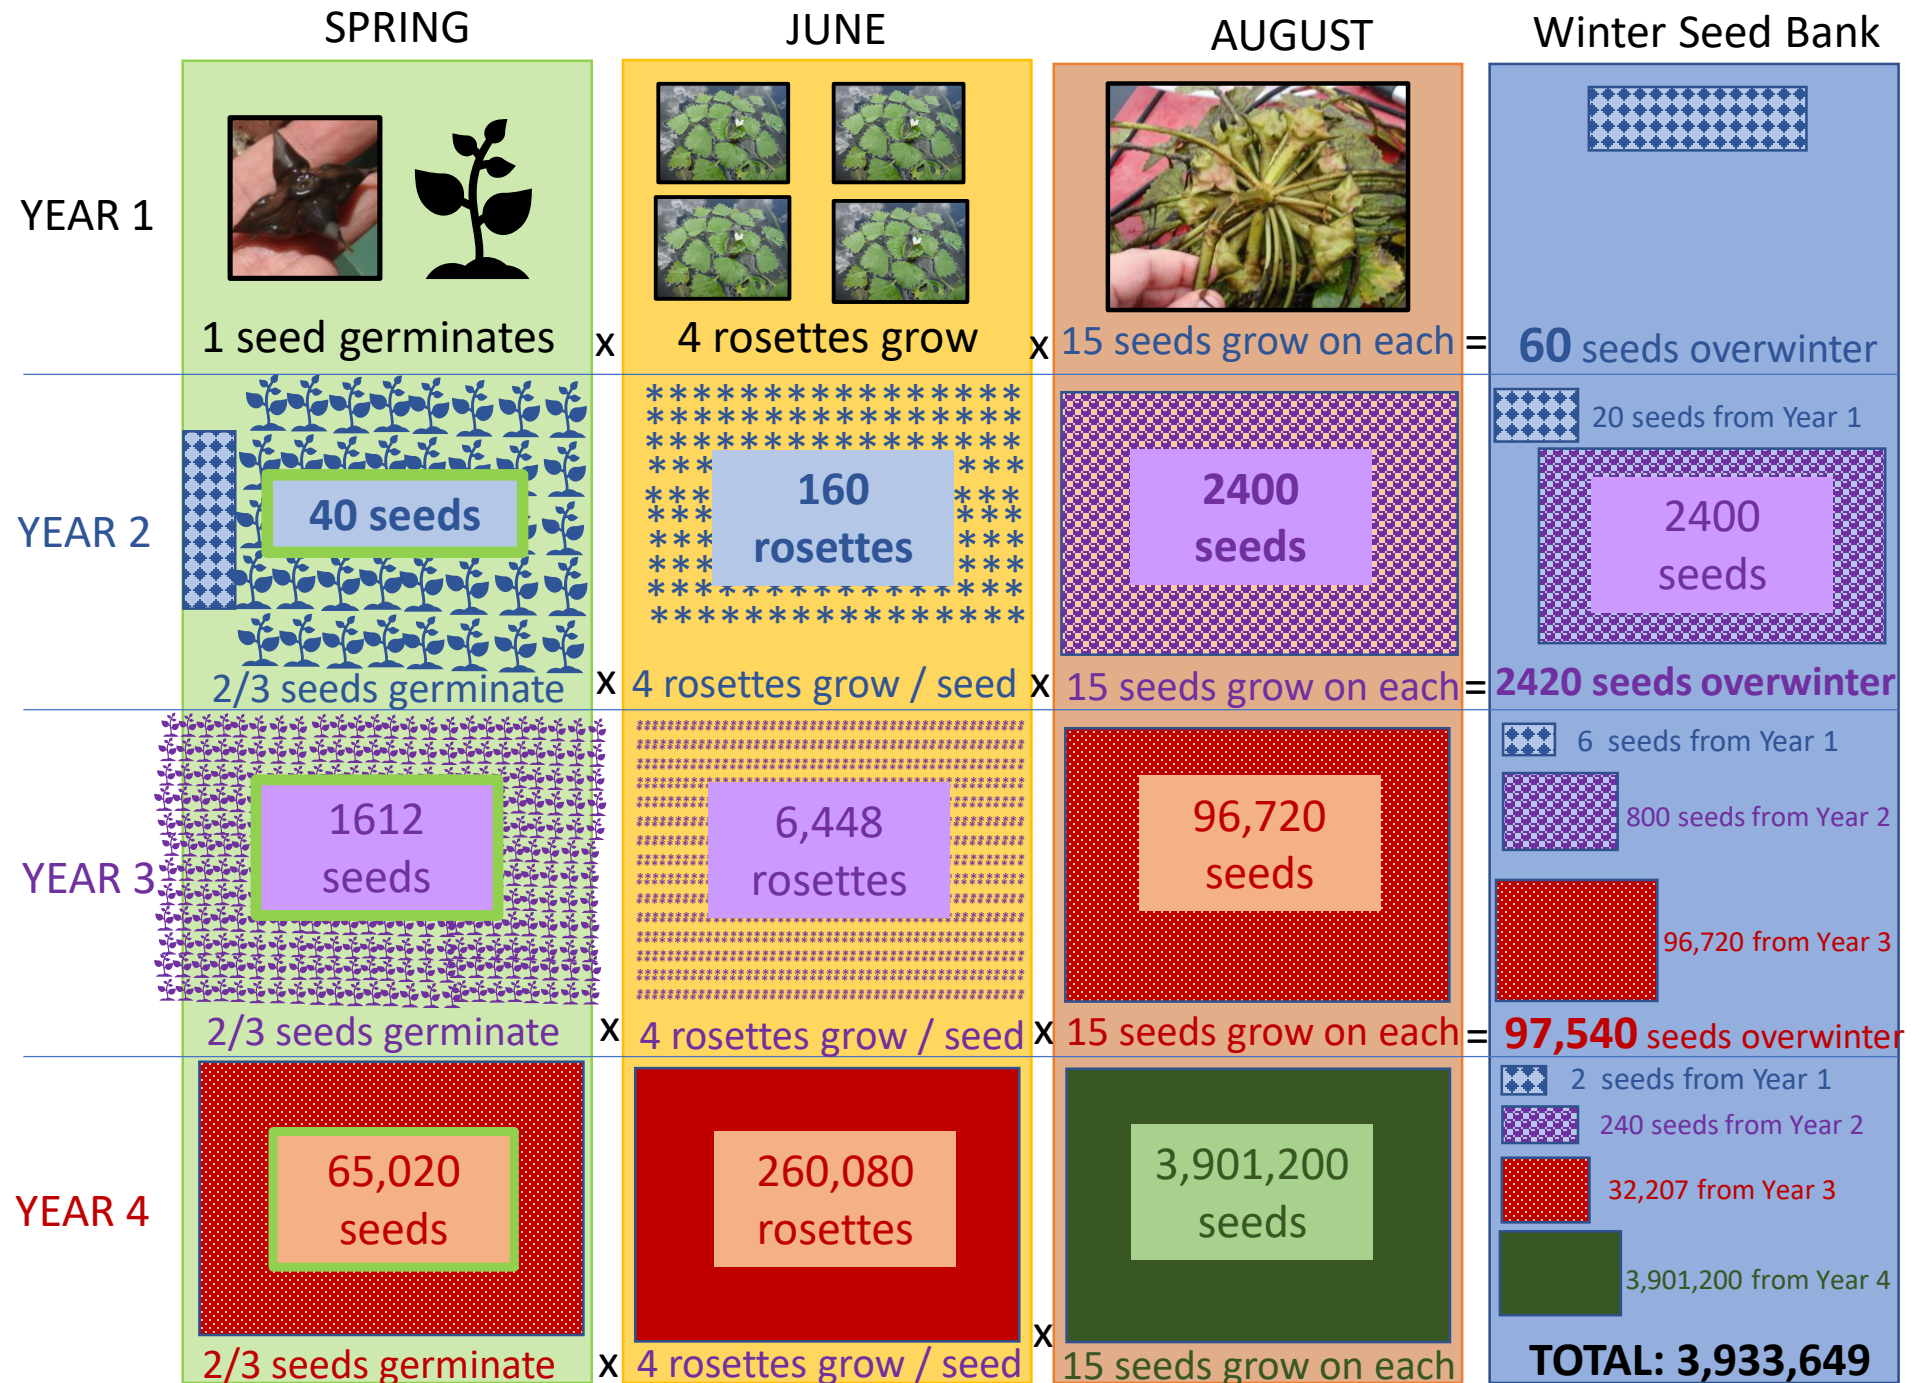 SPRING
JUNE
AUGUST
Winter Seed Bank
YEAR 1
1 seed germinates
x
4 rosettes grow
x
15 seeds grow on each
=
60 seeds overwinter
YEAR 2
40 seeds
2/3 seeds germinate
x
160
rosettes
4 rosettes grow / seed
x
2400
seeds
15 seeds grow on each
=
20 seeds from Year 1
2400
seeds
2420 seeds overwinter
YEAR 3
1612
seeds
2/3 seeds germinate
x
6,448
rosettes
4 rosettes grow / seed
x
96,720
seeds
15 seeds grow on each
=
6 seeds from Year 1
800 seeds from Year 2
96,720 from Year 3
97,540 seeds overwinter
YEAR 4
65,020
seeds
2/3 seeds germinate
x
260,080
rosettes
4 rosettes grow / seed
x
3,901,200
seeds
15 seeds grow on each
2 seeds from Year 1
240 seeds from Year 2
32,207 from Year 3
3,901,200 from Year 4
TOTAL: 3,933,649